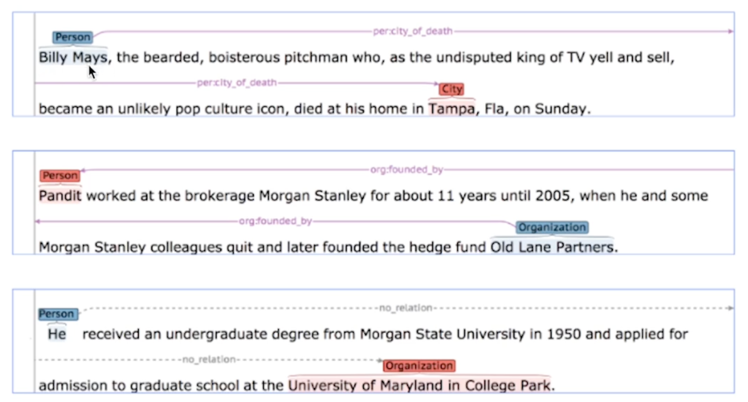 per:city_of_death
Person
Billy Mays, the bearded, boisterous pitchman who, as the undisputed king of TV yell and sell,
per:city_of_death
City
became an unlikely pop culture icon, died at his home in Tampa, Fla, on Sunday.
org:founded_by
Person
Pandit worked at the brokerage Morgan Stanley for about 11 years until 2005, when he and some
org:founded_by
Organization
Morgan Stanley colleagues quit and later founded the hedge fund Old Lane Partners.
no_relation
Person
He received an undergraduate degree from Morgan State University in 1950 and applied for
no_relation
Organization
admission to graduate school at the University of Maryland in College Park.